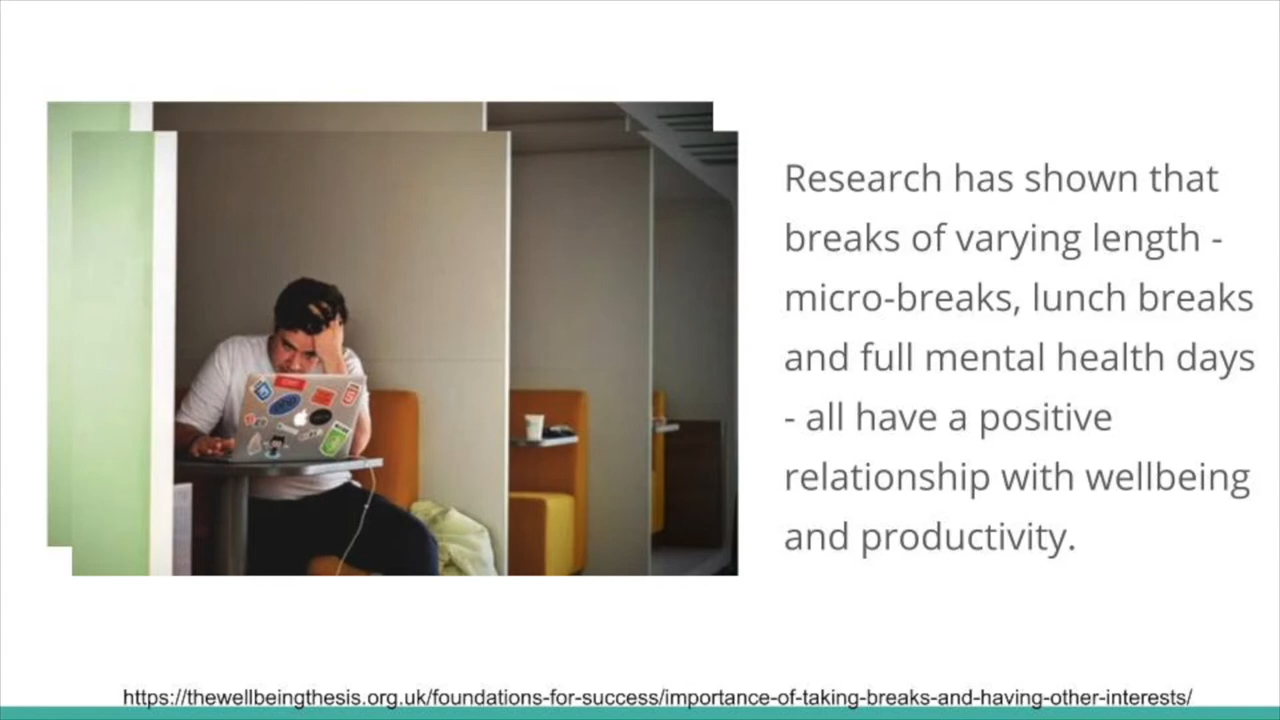 Research has shown that
breaks of varying length -
micro-breaks, lunch breaks
and full mental health days
- all have a positive
relationship with wellbeing
and productivity.
https://thewellbeingthesis.org.uk/foundations-for-success/importance-of-taking-breaks-and-having-other-interests/